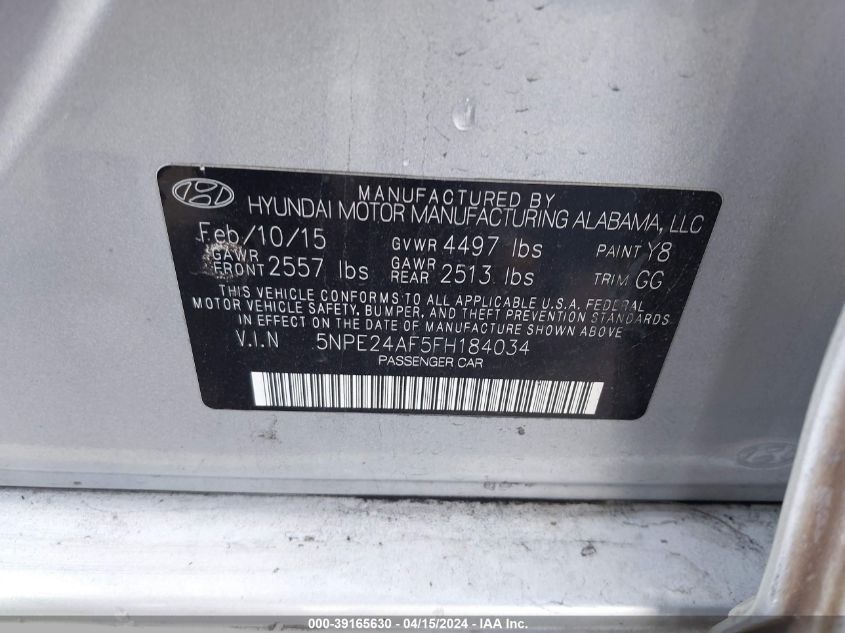 MANUFACTURED BY
HYUNDAI MOTOR MANUFACTURING ALABAMA, LLC
Feb/10/15 GVWR 4497 lbs PAINT Y8
GAWR FRONT 2557 lbs GAWR REAR 2513 lbs TRIM GG
THIS VEHICLE CONFORMS TO ALL APPLICABLE U.S.A. FEDERAL
MOTOR VEHICLE SAFETY, BUMPER, AND THEFT PREVENTION STANDARDS
IN EFFECT ON THE DATE OF MANUFACTURE SHOWN ABOVE
V.I.N 5NPE24AF5FH184034
PASSENGER CAR
000-39165630 - 04/15/2024 - IAA Inc.